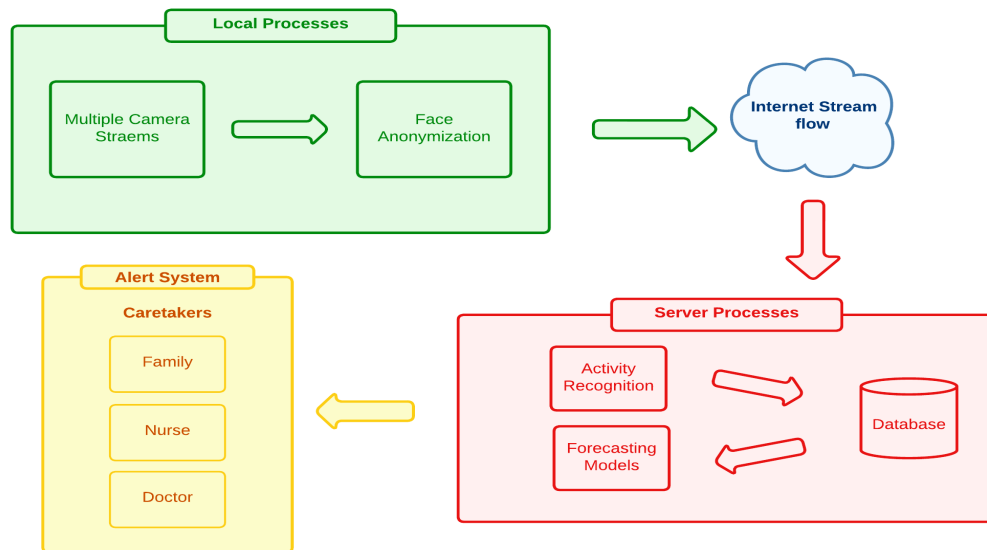 Local Processes
Multiple Camera
Straems
Face
Anonymization
Internet Stream
flow
Alert System
Caretakers
Family
Nurse
Doctor
Server Processes
Activity
Recognition
Forecasting
Models
Database